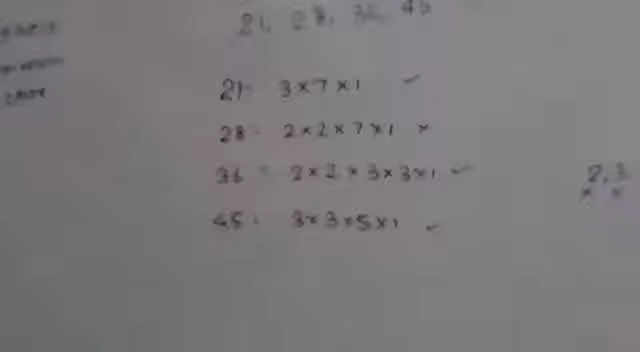 21, 28, 36, 45
21- 3×7×1 ✓
28- 2×2×7×1 ×
36 - 2×2×3×3×1 ✓
45- 3×3×5×1 ✓
2, 3
× ×